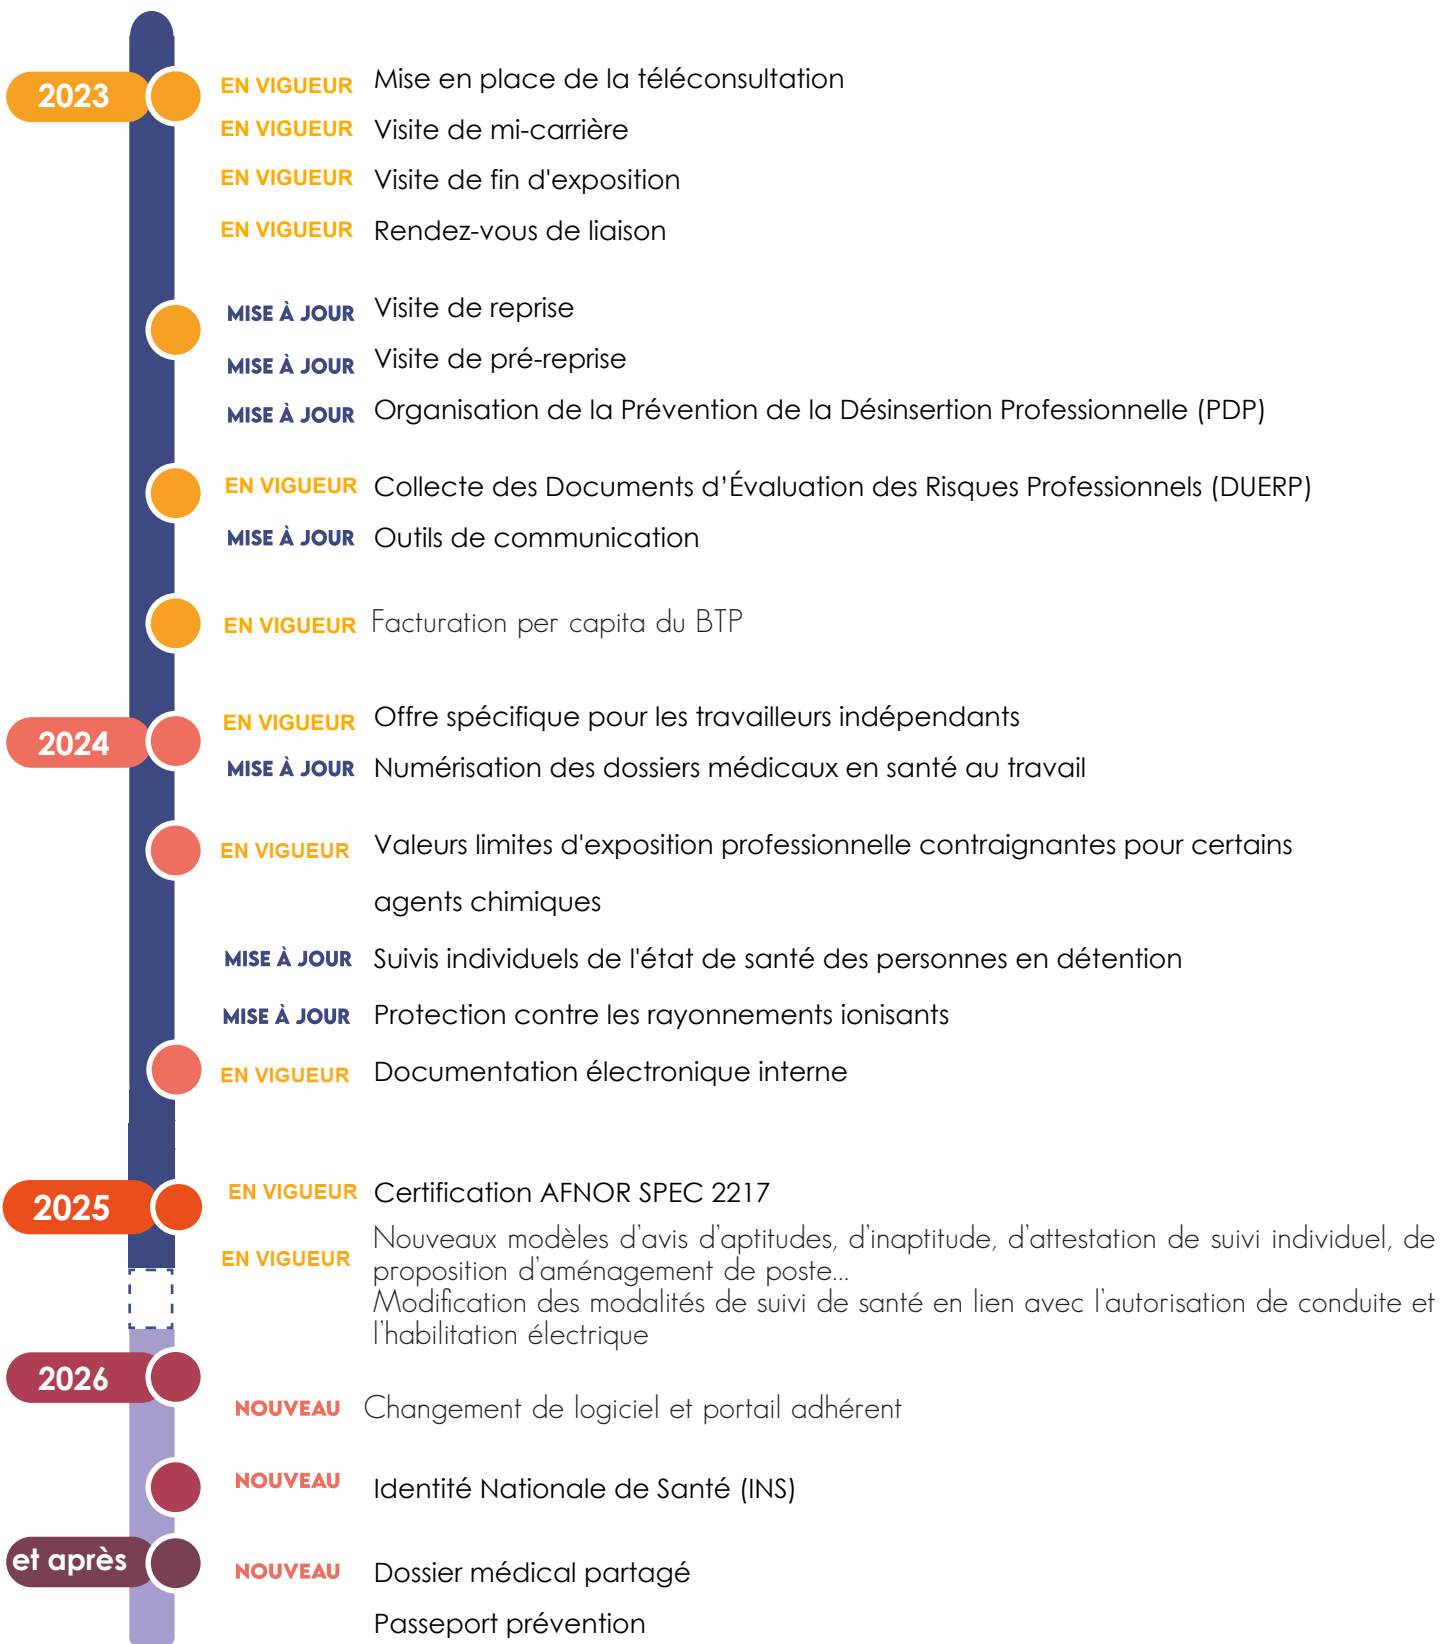 2023
EN VIGUEUR Mise en place de la téléconsultation
EN VIGUEUR Visite de mi-carrière
EN VIGUEUR Visite de fin d'exposition
EN VIGUEUR Rendez-vous de liaison
MISE À JOUR Visite de reprise
MISE À JOUR Visite de pré-reprise
MISE À JOUR Organisation de la Prévention de la Désinsertion Professionnelle (PDP)
EN VIGUEUR Collecte des Documents d’Évaluation des Risques Professionnels (DUERP)
MISE À JOUR Outils de communication
EN VIGUEUR Facturation per capita du BTP
2024
EN VIGUEUR Offre spécifique pour les travailleurs indépendants
MISE À JOUR Numérisation des dossiers médicaux en santé au travail
EN VIGUEUR Valeurs limites d'exposition professionnelle contraignantes pour certains
agents chimiques
MISE À JOUR Suivis individuels de l'état de santé des personnes en détention
MISE À JOUR Protection contre les rayonnements ionisants
EN VIGUEUR Documentation électronique interne
2025
EN VIGUEUR Certification AFNOR SPEC 2217
EN VIGUEUR Nouveaux modèles d’avis d’aptitudes, d’inaptitude, d’attestation de suivi individuel, de
proposition d’aménagement de poste...
Modification des modalités de suivi de santé en lien avec l’autorisation de conduite et
l’habilitation électrique
2026
NOUVEAU Changement de logiciel et portail adhérent
NOUVEAU Identité Nationale de Santé (INS)
et après
NOUVEAU Dossier médical partagé
Passeport prévention